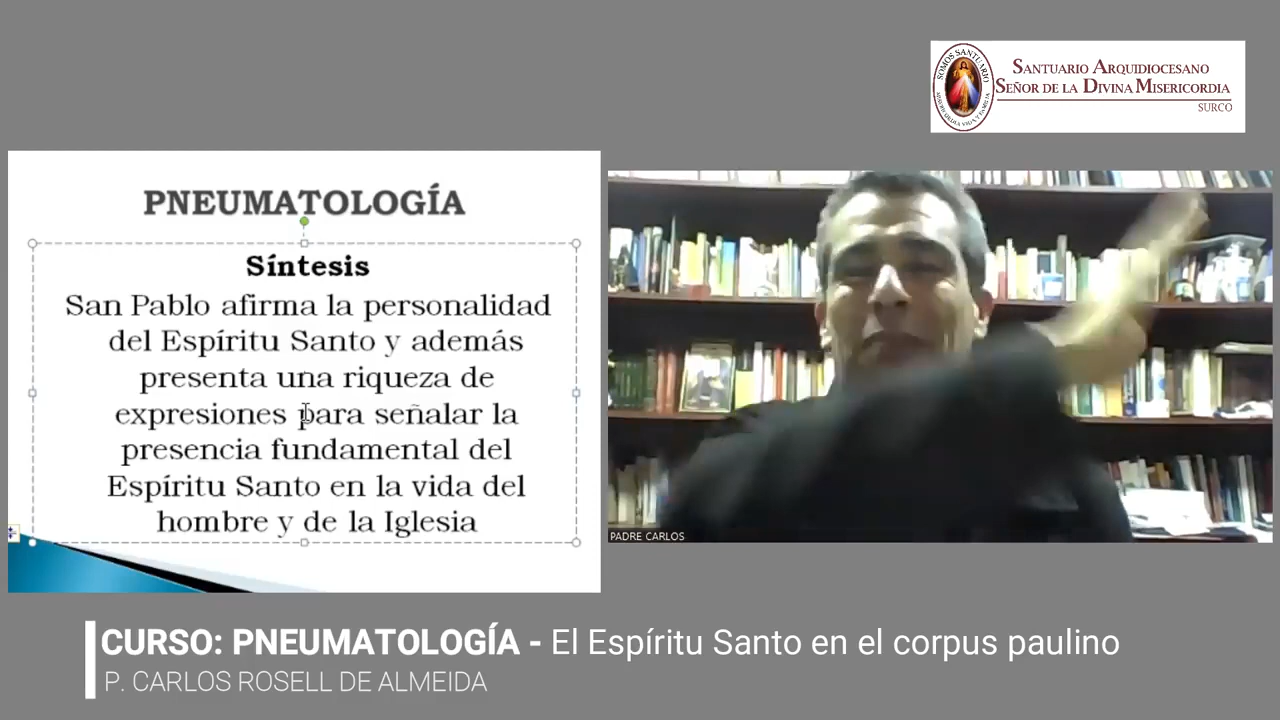 SOMOS SANTUARIO
SANTUARIO ARQUIDIOCESANO
SEÑOR DE LA DIVINA MISERICORDIA
SURCO
PNEUMATOLOGÍA
Síntesis
San Pablo afirma la personalidad
del Espíritu Santo y además
presenta una riqueza de
expresiones para señalar la
presencia fundamental del
Espíritu Santo en la vida del
hombre y de la Iglesia
PADRE CARLOS
CURSO: PNEUMATOLOGÍA - El Espíritu Santo en el corpus paulino
P. CARLOS ROSELL DE ALMEIDA